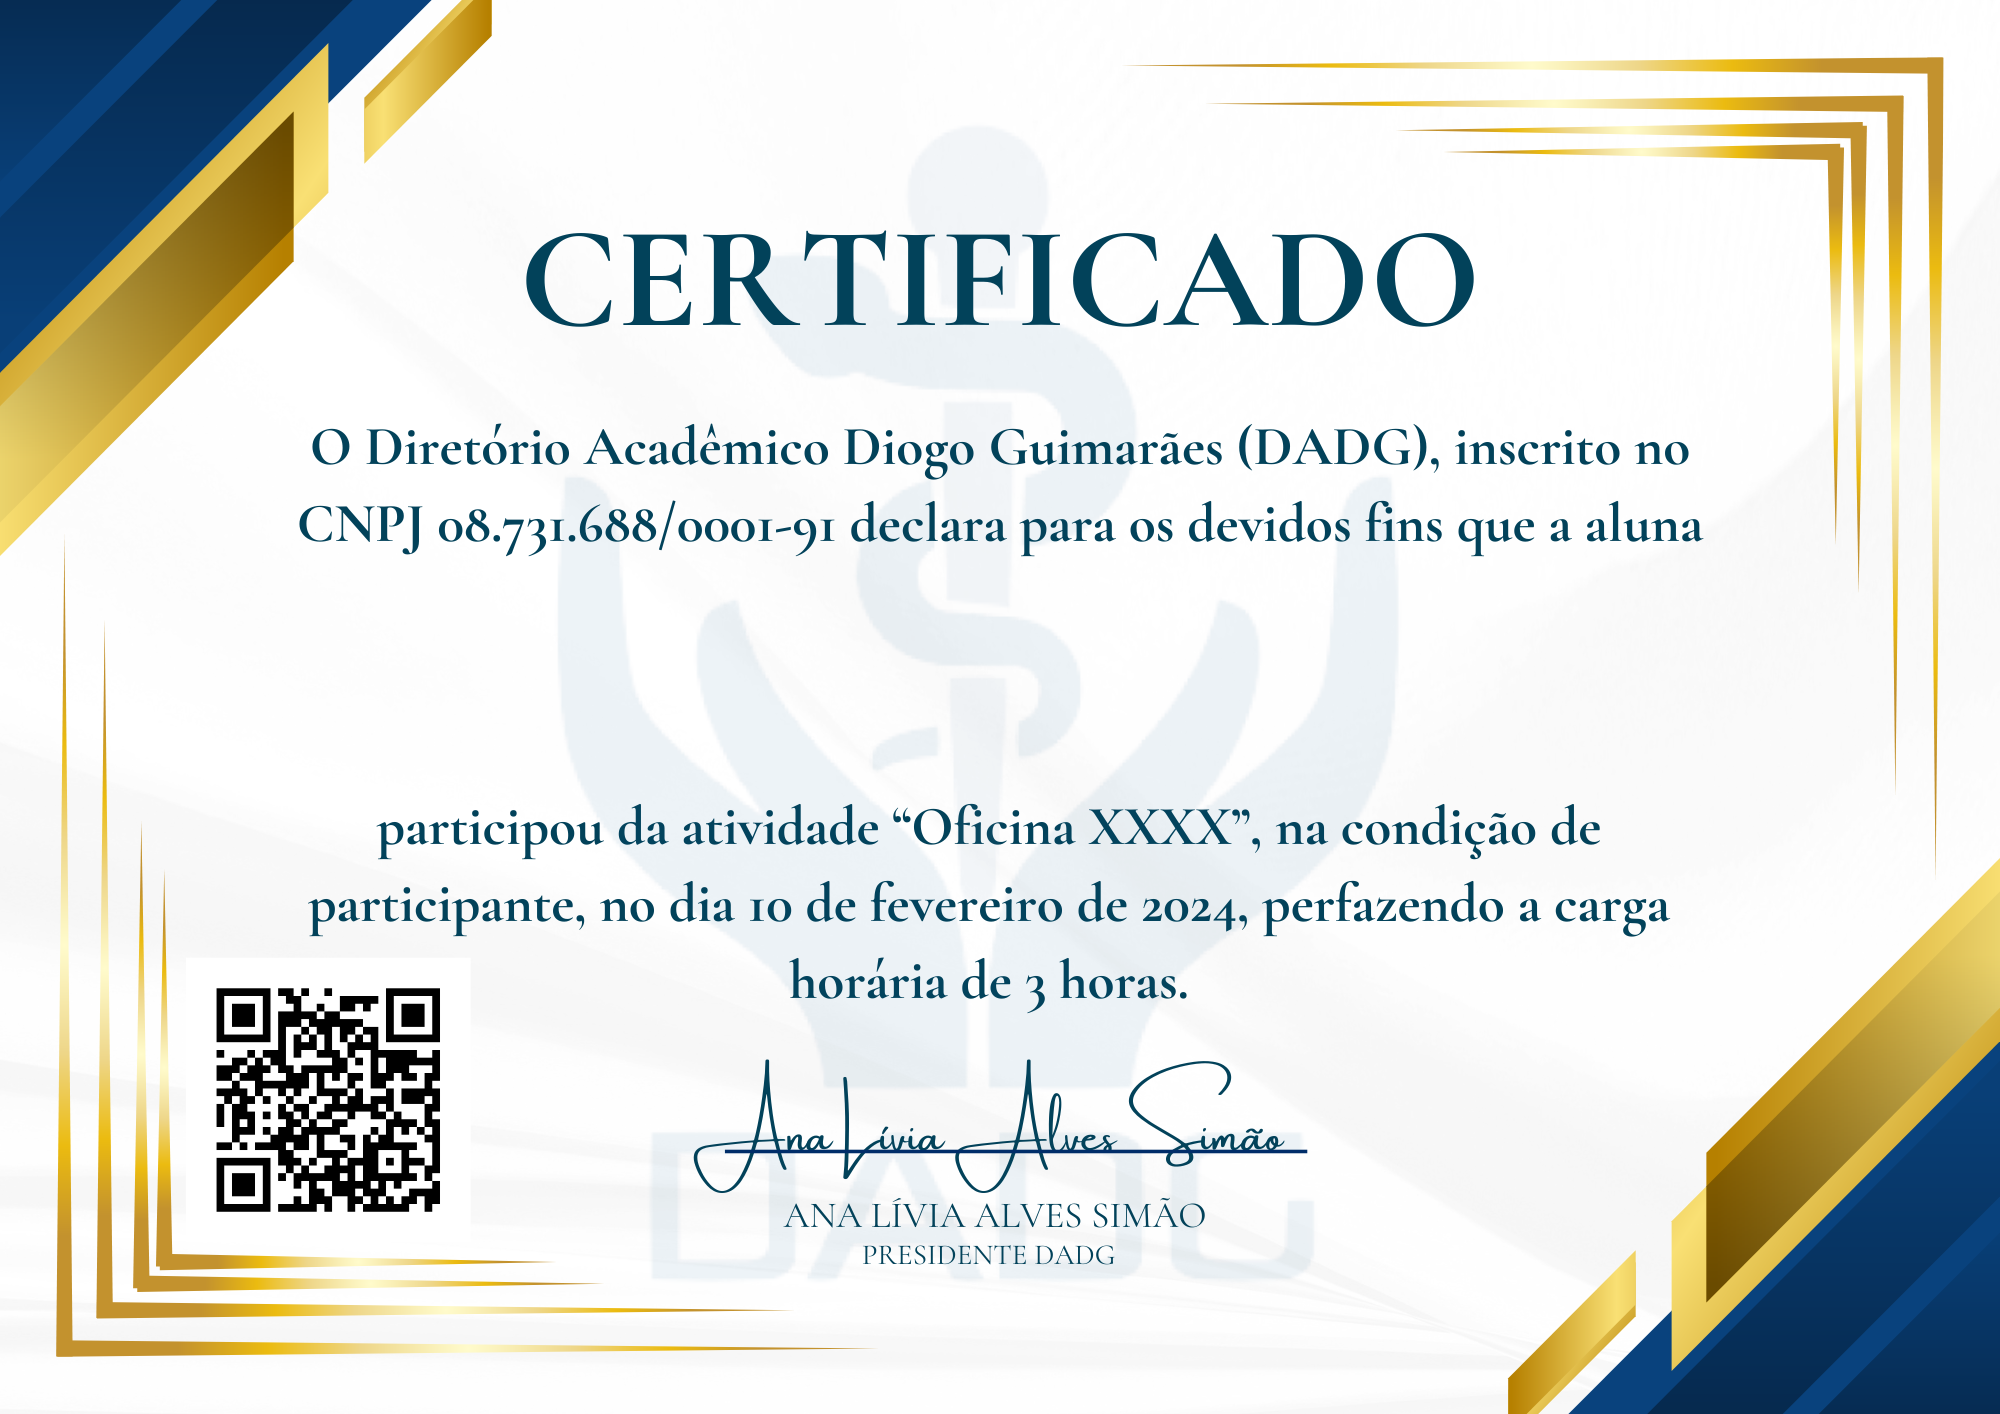 CERTIFICADO
O Diretório Acadêmico Diogo Guimarães (DADG), inscrito no
CNPJ 08.731.688/0001-91 declara para os devidos fins que a aluna
participou da atividade “Oficina XXXX”, na condição de
participante, no dia 10 de fevereiro de 2024, perfazendo a carga
horária de 3 horas.
Ana Lívia Alves Simão
ANA LÍVIA ALVES SIMÃO
PRESIDENTE DADG
DADG